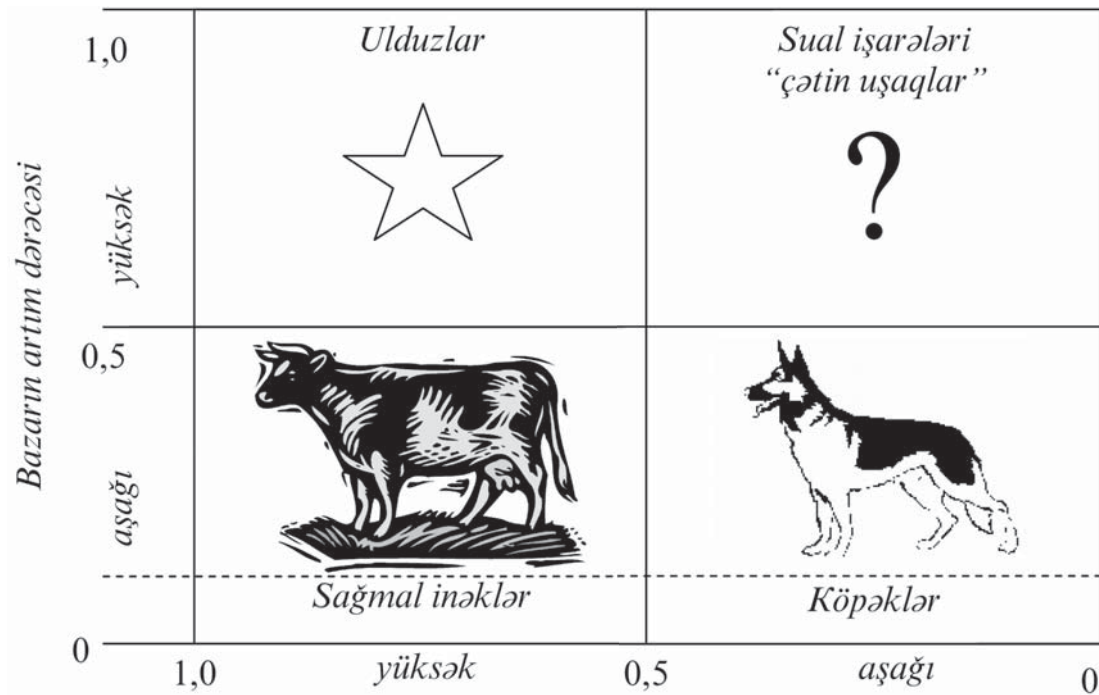 1,0
Ulduzlar
Sual işarələri
“çətin uşaqlar”
?
Bazarın artım dərəcəsi
yüksək
0,5
aşağı
Sağmal inəklər
Köpəklər
0
1,0
yüksək
0,5
aşağı
0